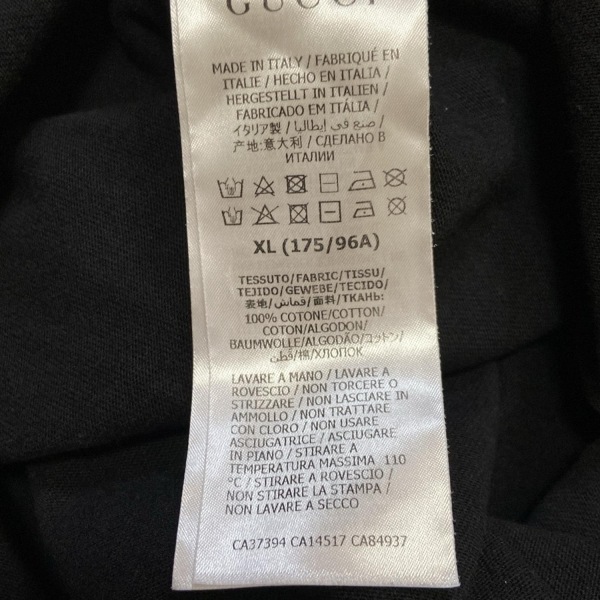 GUCCI
MADE IN ITALY / FABRIQUÉ EN
ITALIE / HECHO EN ITALIA /
HERGESTELLT IN ITALIEN /
FABRICADO EM ITÁLIA /
イタリア製 / صنع في إيطاليا /
产地:意大利 / СДЕЛАНО В
ИТАЛИИ
XL (175/96A)
TESSUTO/FABRIC/TISSU/
TEJIDO/GEWEBE/TECIDO/
表地/قماش/面料/ТКАНЬ:
100% COTONE/COTTON/
COTON/ALGODON/
BAUMWOLLE/ALGODÃO/コットン/
قطن/棉/ХЛОПОК
LAVARE A MANO / LAVARE A
ROVESCIO / NON TORCERE O
STRIZZARE / NON LASCIARE IN
AMMOLLO / NON TRATTARE
CON CLORO / NON USARE
ASCIUGATRICE / ASCIUGARE
IN PIANO / STIRARE A
TEMPERATURA MASSIMA 110
°C / STIRARE A ROVESCIO /
NON STIRARE LA STAMPA /
NON LAVARE A SECCO
CA37394 CA14517 CA84937